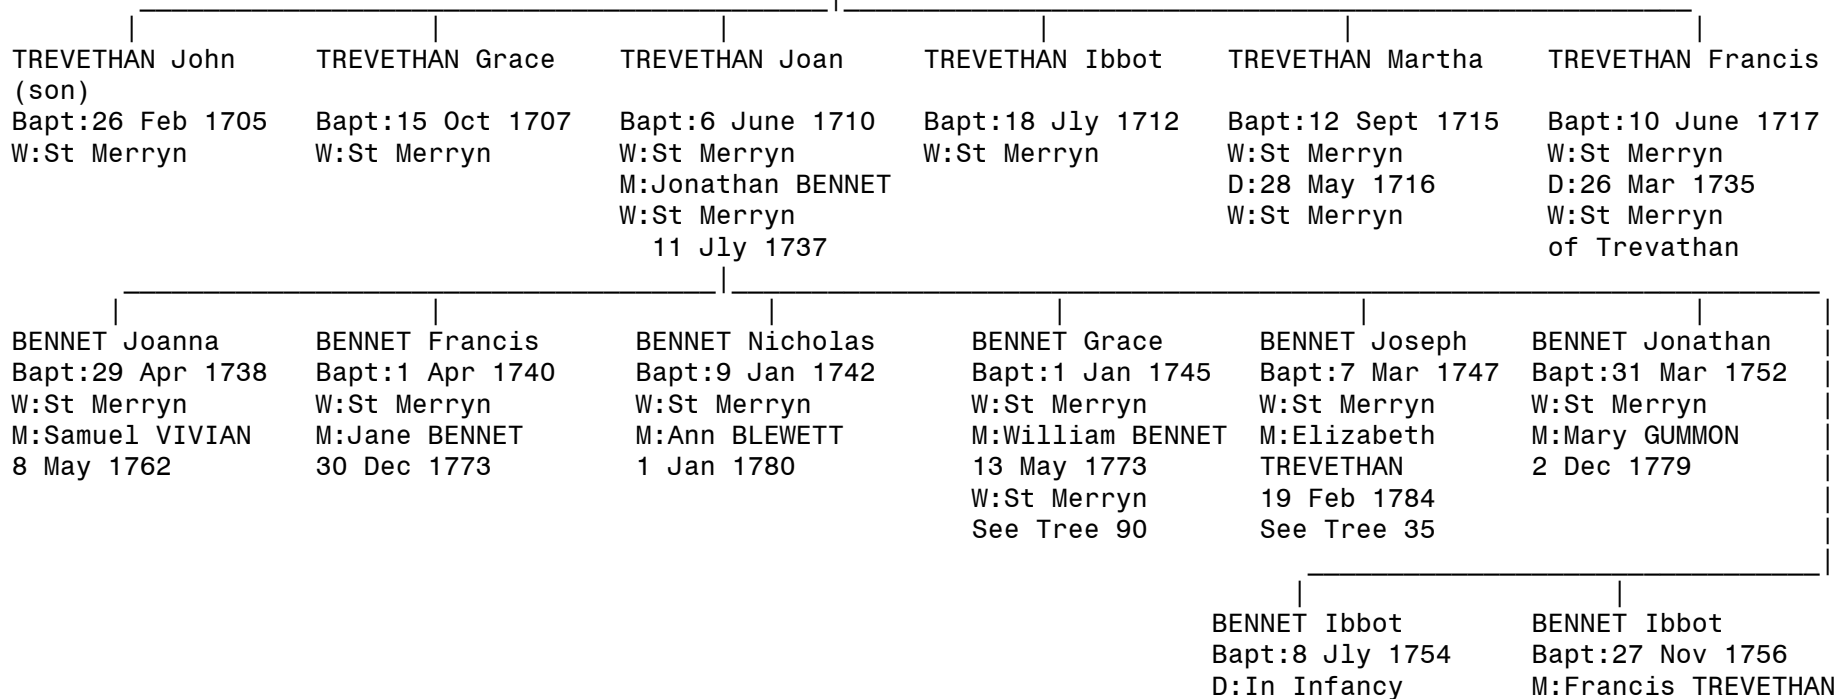 TREVETHAN John TREVETHAN Grace TREVETHAN Joan TREVETHAN Ibbot TREVETHAN Martha TREVETHAN Francis
(son)
Bapt:26 Feb 1705 Bapt:15 Oct 1707 Bapt:6 June 1710 Bapt:18 Jly 1712 Bapt:12 Sept 1715 Bapt:10 June 1717
W:St Merryn W:St Merryn W:St Merryn W:St Merryn W:St Merryn W:St Merryn
M:Jonathan BENNET D:28 May 1716 D:26 Mar 1735
W:St Merryn W:St Merryn W:St Merryn
11 Jly 1737 of Trevathan
BENNET Joanna BENNET Francis BENNET Nicholas BENNET Grace BENNET Joseph BENNET Jonathan
Bapt:29 Apr 1738 Bapt:1 Apr 1740 Bapt:9 Jan 1742 Bapt:1 Jan 1745 Bapt:7 Mar 1747 Bapt:31 Mar 1752
W:St Merryn W:St Merryn W:St Merryn W:St Merryn W:St Merryn W:St Merryn
M:Samuel VIVIAN M:Jane BENNET M:Ann BLEWETT M:William BENNET M:Elizabeth M:Mary GUMMON
8 May 1762 30 Dec 1773 1 Jan 1780 13 May 1773 TREVETHAN 2 Dec 1779
W:St Merryn 19 Feb 1784
See Tree 90 See Tree 35
BENNET Ibbot BENNET Ibbot
Bapt:8 Jly 1754 Bapt:27 Nov 1756
D:In Infancy M:Francis TREVETHAN